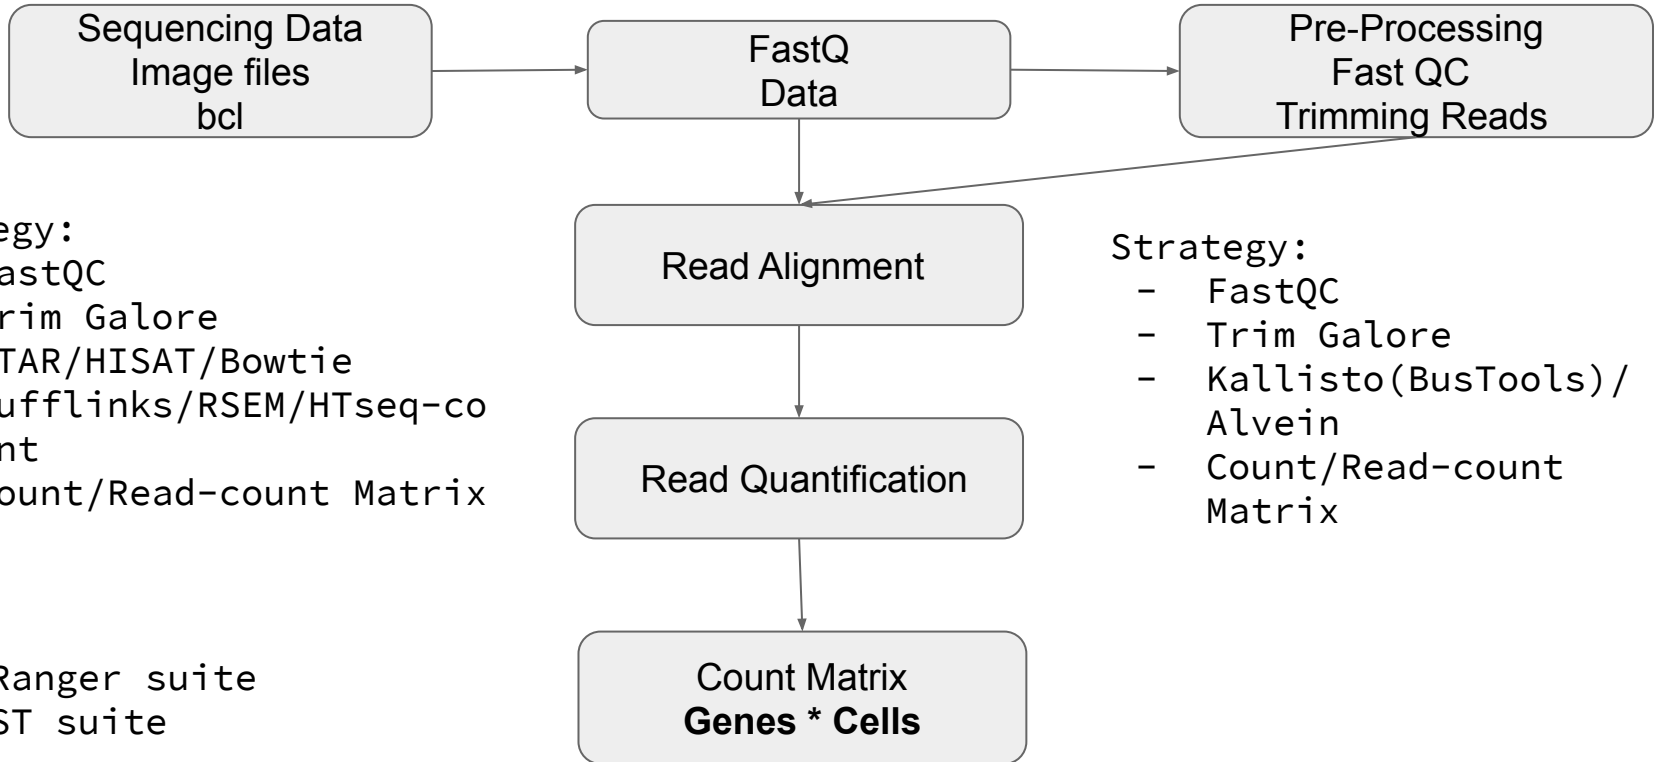 Sequencing Data
Image files
bcl
FastQ
Data
Pre-Processing
Fast QC
Trimming Reads
Read Alignment
Read Quantification
Count Matrix
Genes * Cells
egy:
astQC
rim Galore
TAR/HISAT/Bowtie
ufflinks/RSEM/HTseq-co
nt
ount/Read-count Matrix
Ranger suite
ST suite
Strategy:
- FastQC
- Trim Galore
- Kallisto(BusTools)/
Alvein
- Count/Read-count
Matrix